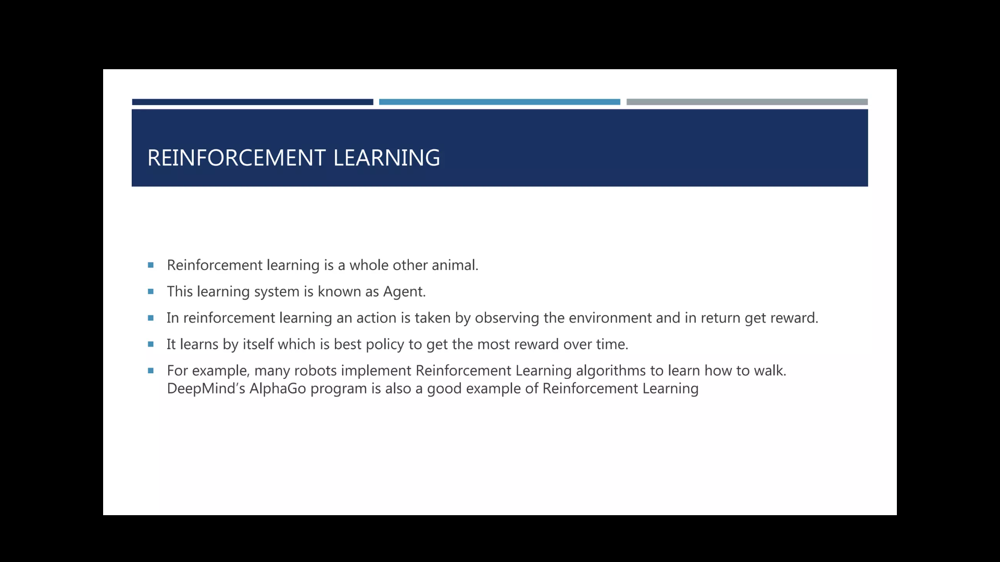 REINFORCEMENT LEARNING
Reinforcement learning is a whole other animal.
This learning system is known as Agent.
In reinforcement learning an action is taken by observing the environment and in return get reward.
It learns by itself which is best policy to get the most reward over time.
For example, many robots implement Reinforcement Learning algorithms to learn how to walk.
DeepMind’s AlphaGo program is also a good example of Reinforcement Learning